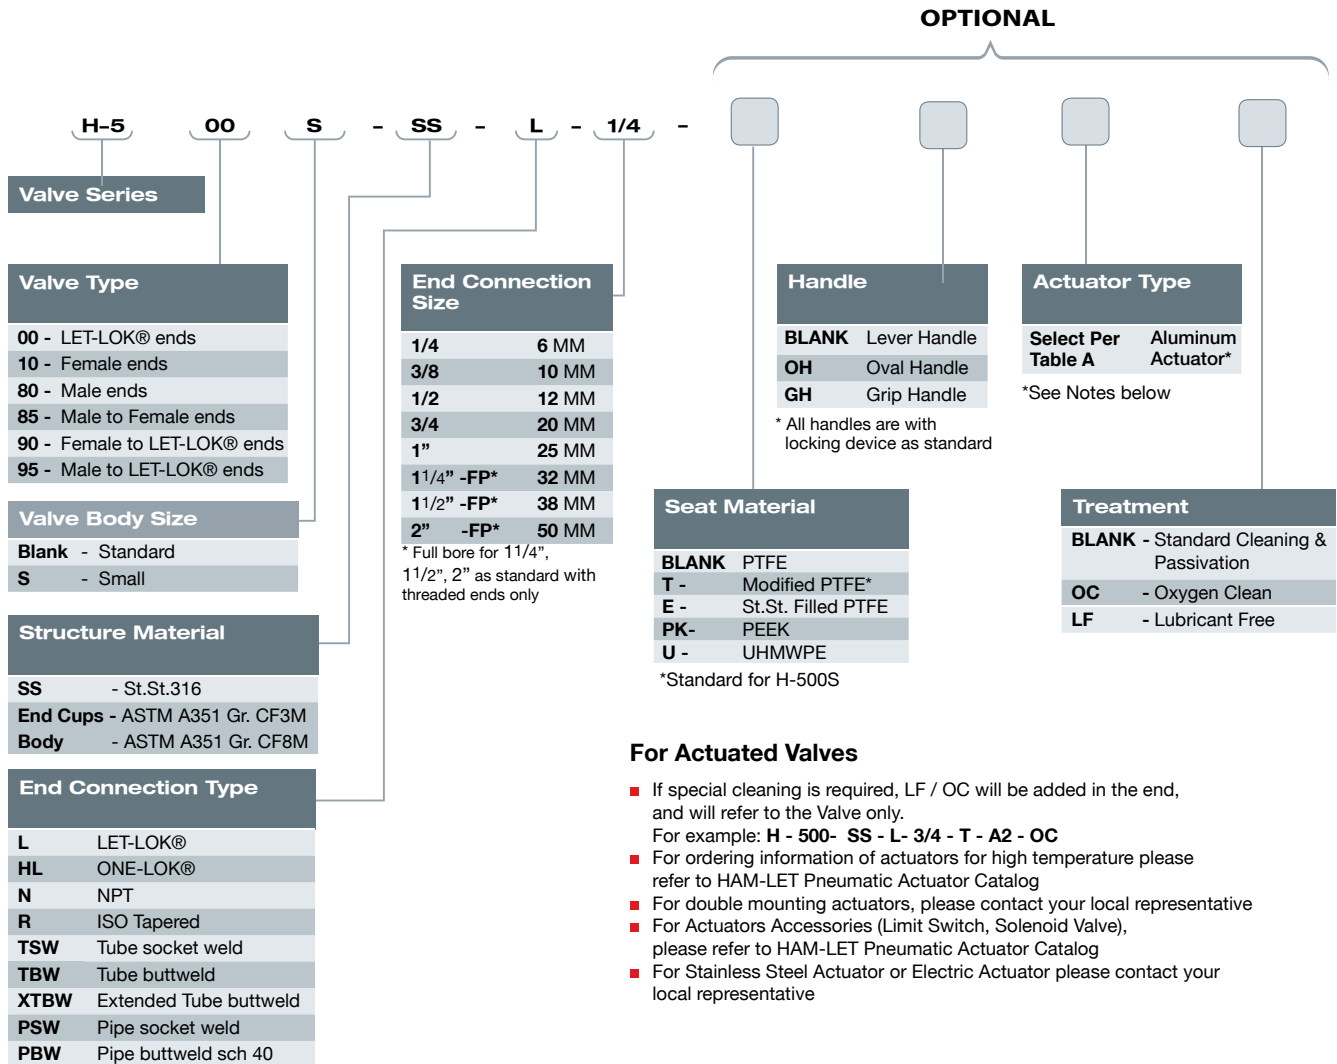 OPTIONAL
H-5 00 S - SS - L - 1/4 -
Valve Series
Valve Type
00 - LET-LOK® ends
10 - Female ends
80 - Male ends
85 - Male to Female ends
90 - Female to LET-LOK® ends
95 - Male to LET-LOK® ends
Valve Body Size
Blank - Standard
S - Small
Structure Material
SS - St.St.316
End Cups - ASTM A351 Gr. CF3M
Body - ASTM A351 Gr. CF8M
End Connection Type
L LET-LOK®
HL ONE-LOK®
N NPT
R ISO Tapered
TSW Tube socket weld
TBW Tube buttweld
XTBW Extended Tube buttweld
PSW Pipe socket weld
PBW Pipe buttweld sch 40
End Connection
Size
1/4 6 MM
3/8 10 MM
1/2 12 MM
3/4 20 MM
1” 25 MM
11/4” -FP* 32 MM
11/2” -FP* 38 MM
2” -FP* 50 MM
* Full bore for 11/4”,
11/2”, 2” as standard with
threaded ends only
Handle
BLANK Lever Handle
OH Oval Handle
GH Grip Handle
* All handles are with
locking device as standard
Actuator Type
Select Per Aluminum
Table A Actuator*
*See Notes below
Seat Material
BLANK PTFE
T - Modified PTFE*
E - St.St. Filled PTFE
PK- PEEK
U - UHMWPE
*Standard for H-500S
Treatment
BLANK - Standard Cleaning &
Passivation
OC - Oxygen Clean
LF - Lubricant Free
For Actuated Valves
If special cleaning is required, LF / OC will be added in the end,
and will refer to the Valve only.
For example: H - 500- SS - L- 3/4 - T - A2 - OC
For ordering information of actuators for high temperature please
refer to HAM-LET Pneumatic Actuator Catalog
For double mounting actuators, please contact your local representative
For Actuators Accessories (Limit Switch, Solenoid Valve),
please refer to HAM-LET Pneumatic Actuator Catalog
For Stainless Steel Actuator or Electric Actuator please contact your
local representative